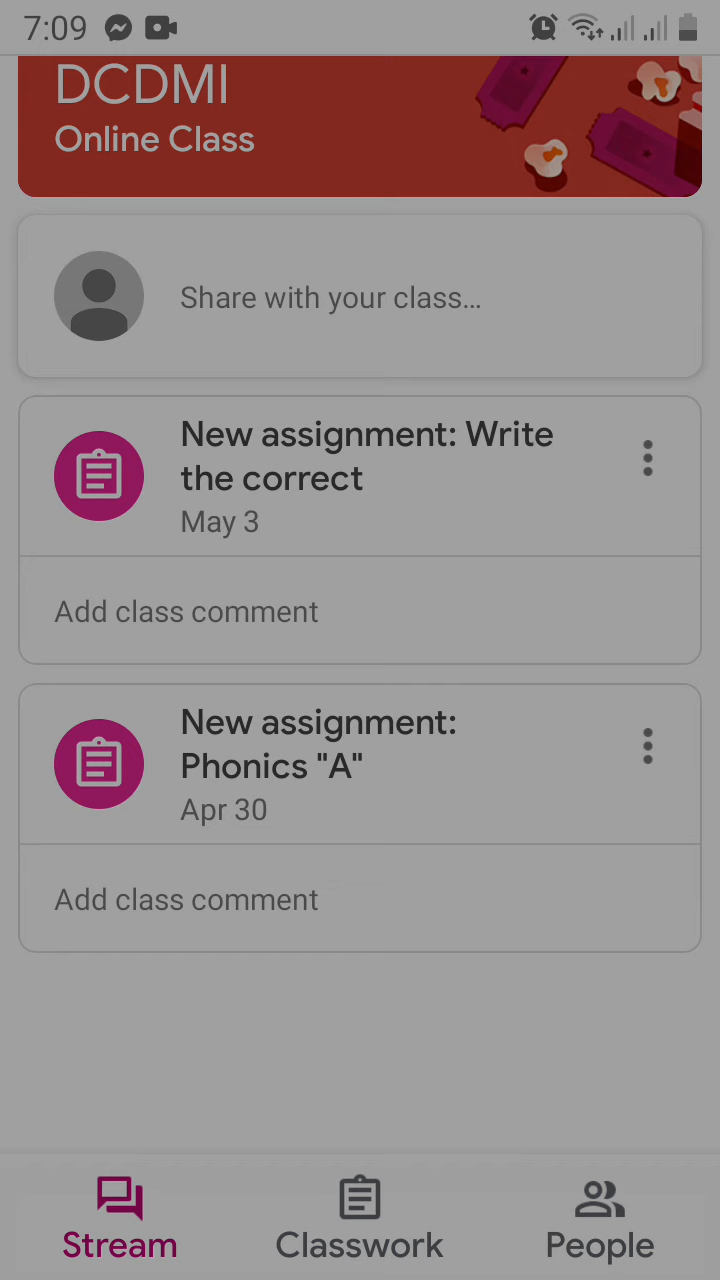 7:09
DCDMI
Online Class
Share with your class...
New assignment: Write
the correct
May 3
Add class comment
New assignment:
Phonics "A"
Apr 30
Add class comment
Stream
Classwork
People